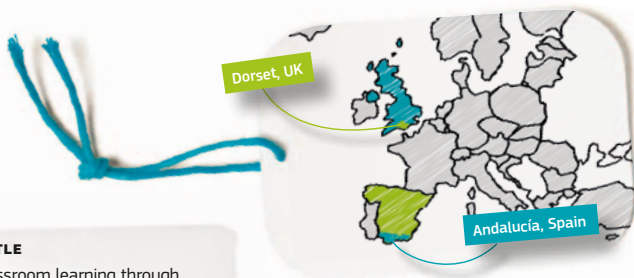 Dorset, UK
Andalucía, Spain
TLE
ssroom learning through